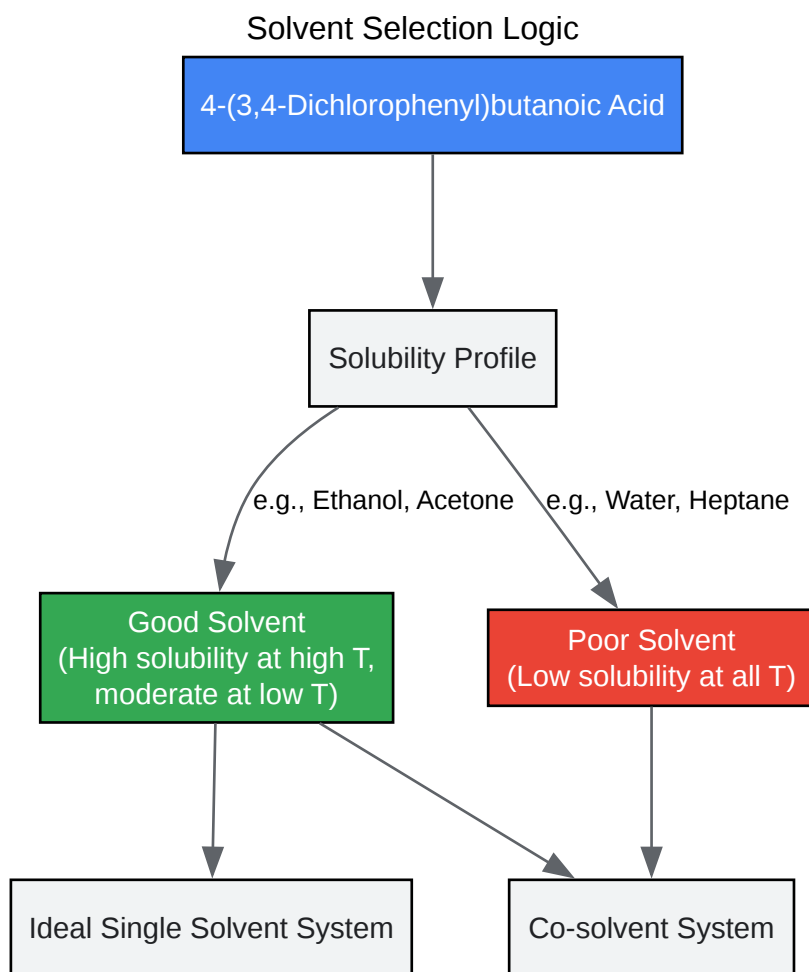 Solvent Selection Logic
4-(3,4-Dichlorophenyl)butanoic Acid
Solubility Profile
e.g., Ethanol, Acetone
e.g., Water, Heptane
Good Solvent
(High solubility at high T,
moderate at low T)
Poor Solvent
(Low solubility at all T)
Ideal Single Solvent System
Co-solvent System